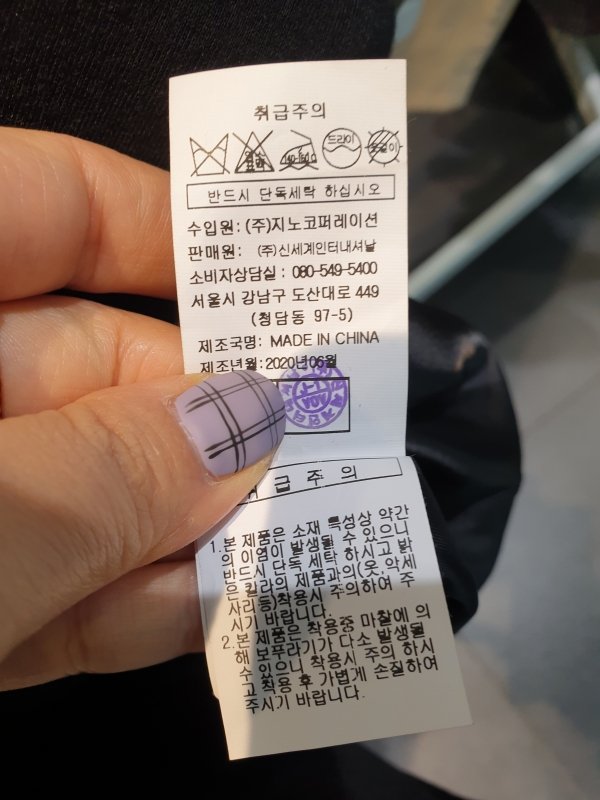 취급주의
드라이
반드시 단독세탁 하십시오
수입원: (주)지노코퍼레이션
판매원: (주)신세계인터내셔날
소비자상담실 : 080-549-5400
서울시 강남구 도산대로 449
(청담동 97-5)
제조국명: MADE IN CHINA
제조년월:2020년06월
취 급 주 의
1.본 제품은 소재 특성상 약간
의 이염이 발생될 수 있으니
반드시 단독 세탁 하시고 밝
은 컬라의 제품과의(옷,악세
사리등)착용시 주의하여 주
시기 바랍니다.
2.본 제품은 착용중 마찰에 의
해 보푸라기가 다소 발생될
수 있으니 착용시 주의 하시
고 착용 후 가볍게 손질하여
주시기 바랍니다.